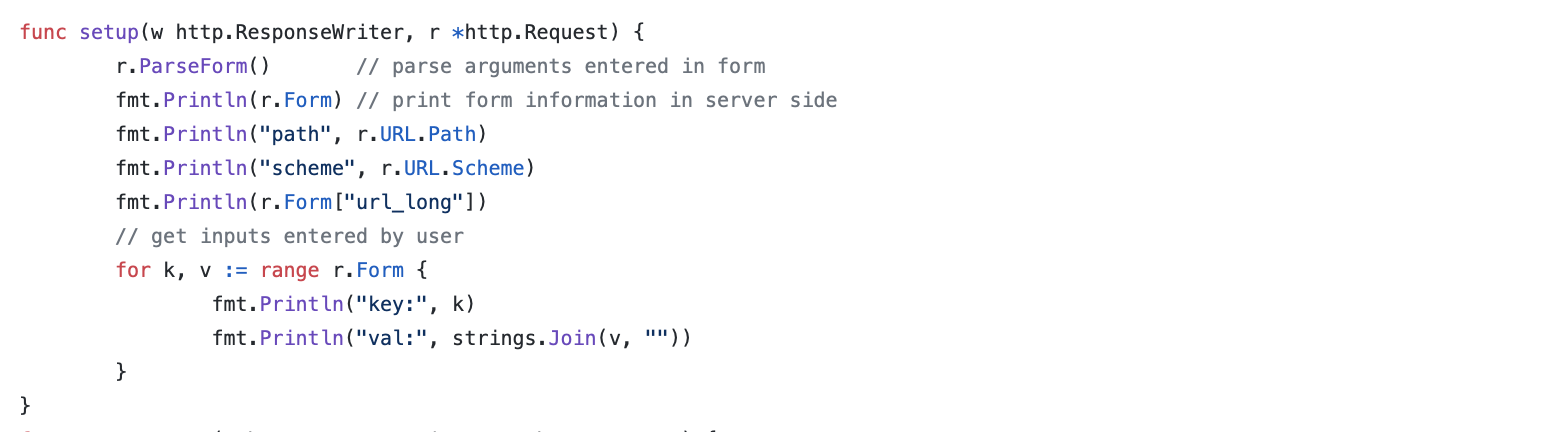 func setup(w http.ResponseWriter, r *http.Request) {
        r.ParseForm()       // parse arguments entered in form
        fmt.Println(r.Form) // print form information in server side
        fmt.Println("path", r.URL.Path)
        fmt.Println("scheme", r.URL.Scheme)
        fmt.Println(r.Form["url_long"])
        // get inputs entered by user
        for k, v := range r.Form {
                fmt.Println("key:", k)
                fmt.Println("val:", strings.Join(v, ""))
        }
}